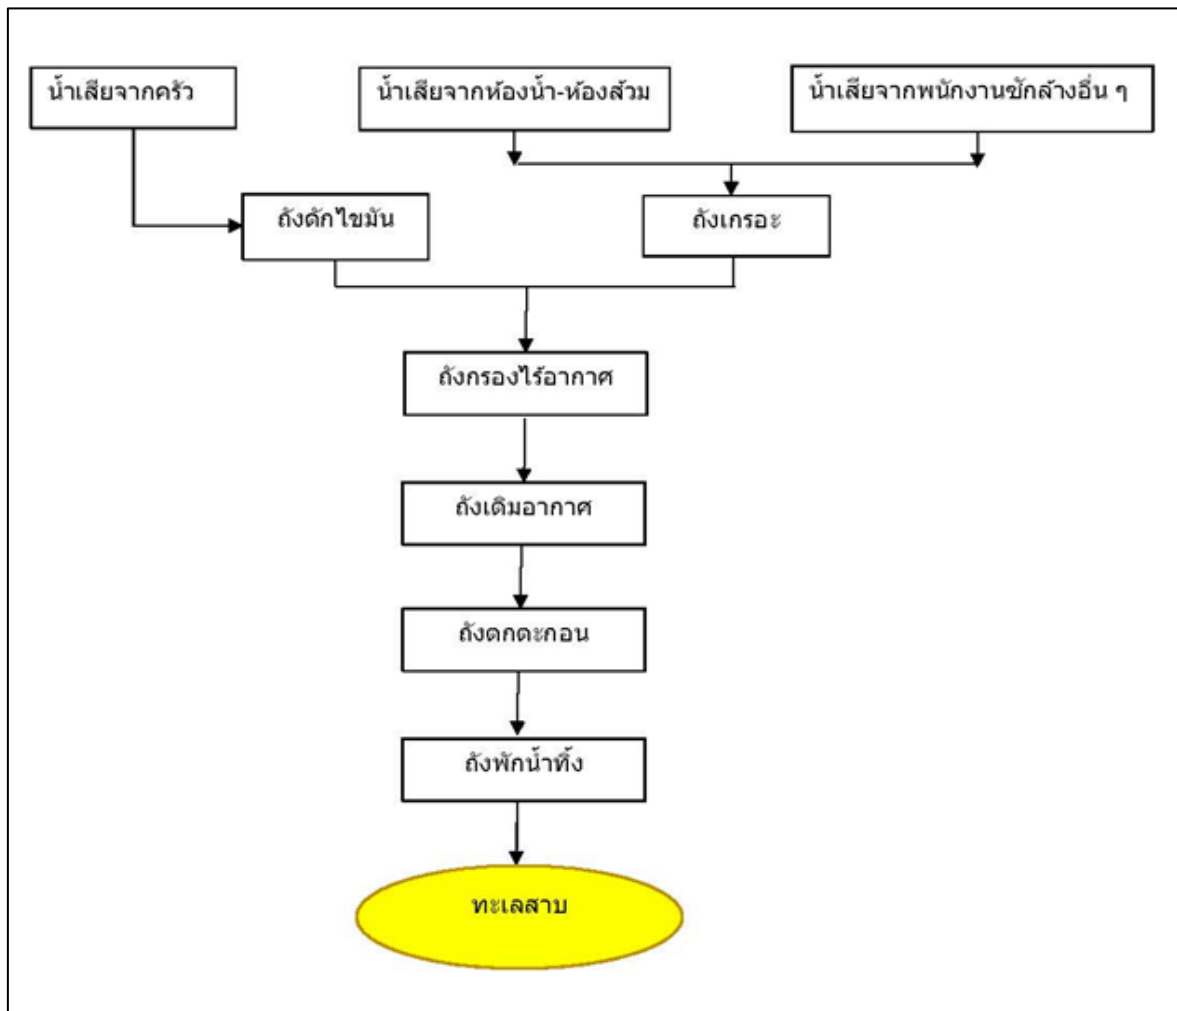 น้ำเสียจากครัว
น้ำเสียจากห้องน้ำ-ห้องส้วม
น้ำเสียจากพนักงานซักล้างอื่น ๆ
ถังดักไขมัน
ถังเกรอะ
ถังกรองไร้อากาศ
ถังเติมอากาศ
ถังตกตะกอน
ถังพักน้ำทิ้ง
ทะเลสาบ